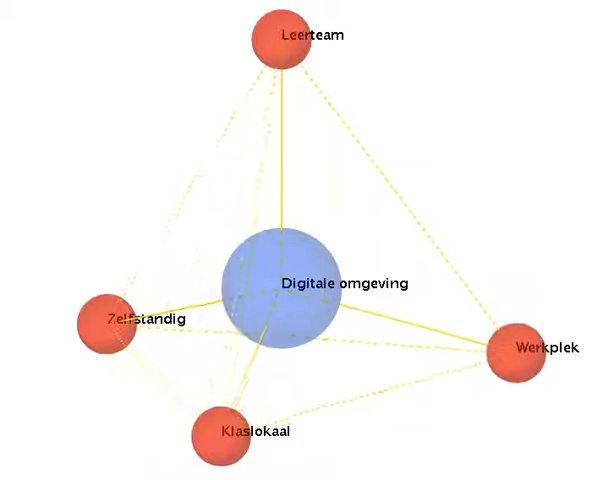 Leerteam
Digitale omgeving
Zelfstandig
Werkplek
Klaslokaal